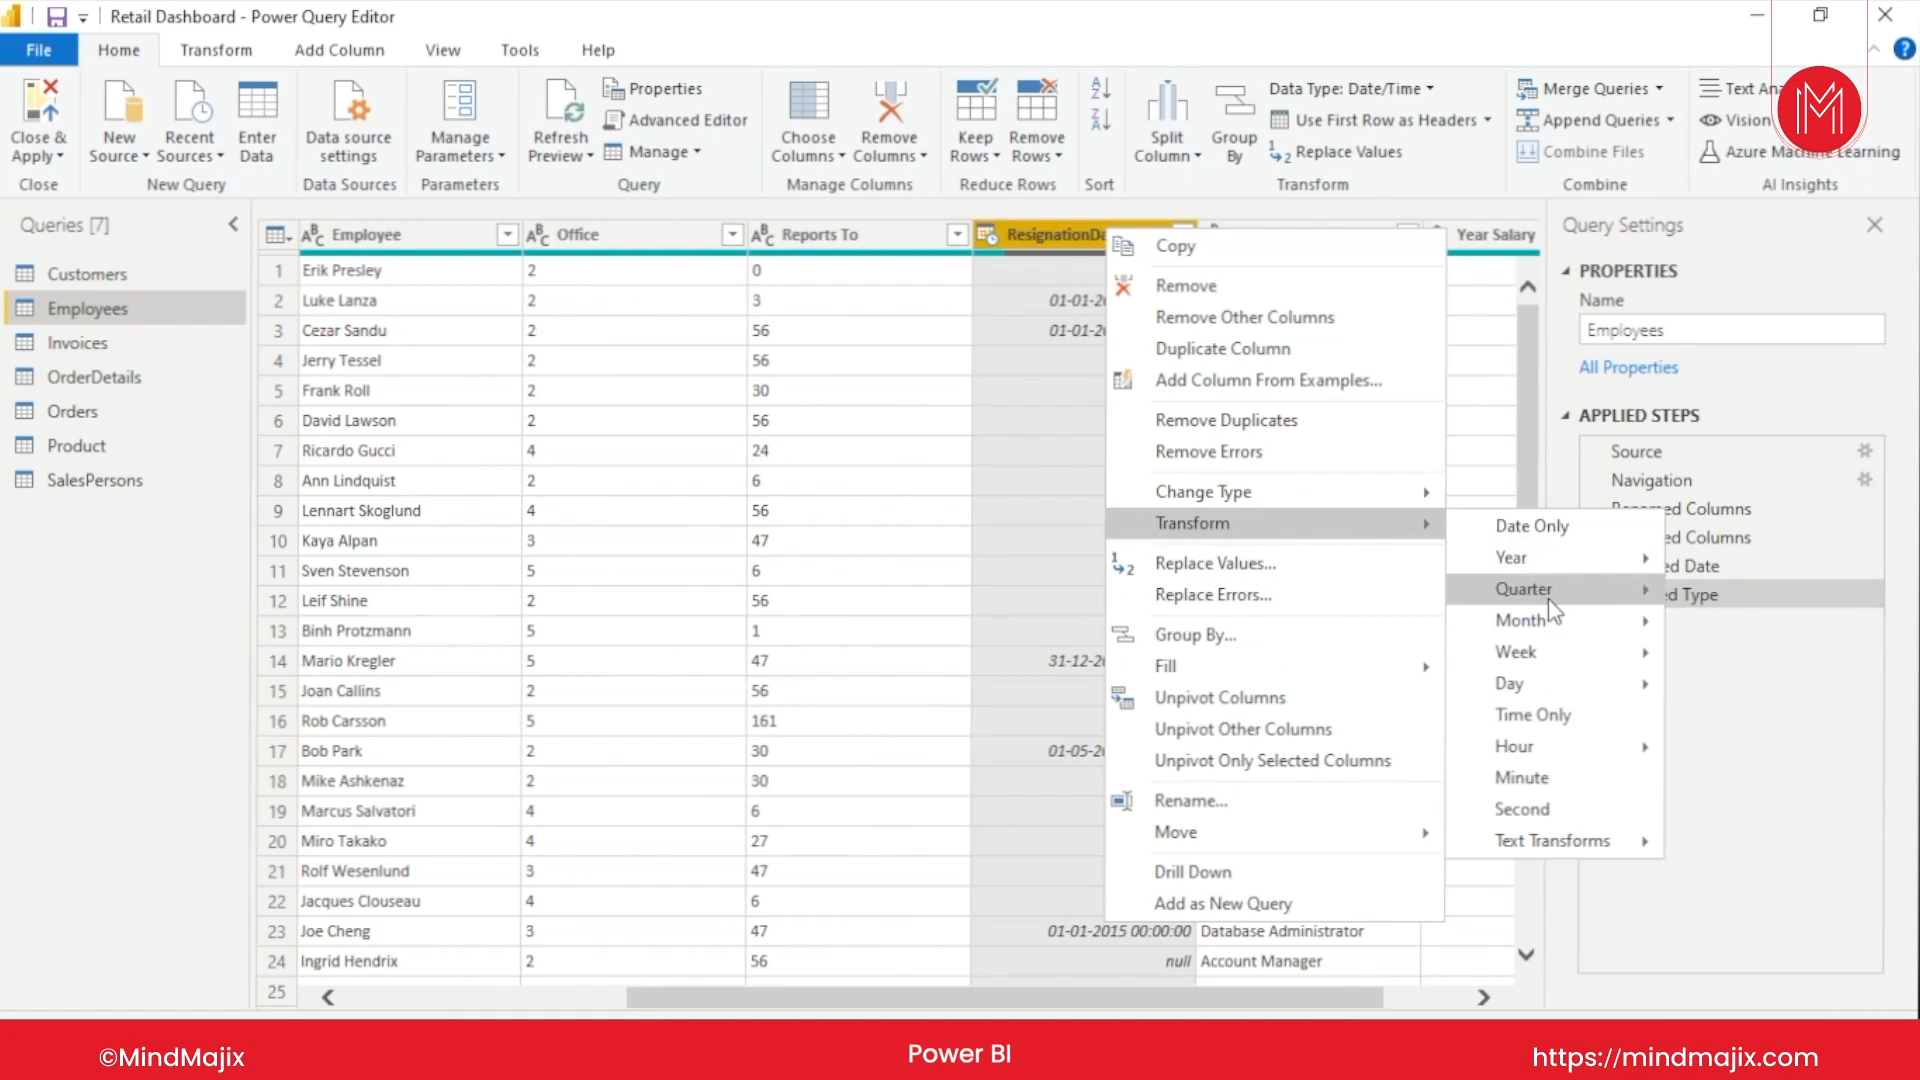 Retail Dashboard - Power Query Editor
File Home Transform Add Column View Tools Help
Close & Apply
New Source
Recent Sources
Enter Data
Data source settings
Manage Parameters
Refresh Preview
Properties
Advanced Editor
Manage
Choose Columns
Remove Columns
Keep Rows
Remove Rows
Split Column
Group By
Data Type: Date/Time
Use First Row as Headers
Replace Values
Merge Queries
Append Queries
Combine Files
Text
Vision
Azure Machine Learning
Close New Query Data Sources Parameters Query Manage Columns Reduce Rows Sort Transform Combine AI Insights
Queries [7]
Customers
Employees
Invoices
OrderDetails
Orders
Product
SalesPersons
Employee Office Reports To Year Salary
1 Erik Presley 2 0
2 Luke Lanza 2 3
3 Cezar Sandu 2 56
4 Jerry Tessel 2 56
5 Frank Roll 2 30
6 David Lawson 2 56
7 Ricardo Gucci 4 24
8 Ann Lindquist 2 6
9 Lennart Skoglund 4 56
10 Kaya Alpan 3 47
11 Sven Stevenson 5 6
12 Leif Shine 2 56
13 Binh Protzmann 5 1
14 Mario Kregler 5 47
15 Joan Callins 2 56
16 Rob Carsson 5 161
17 Bob Park 2 30
18 Mike Ashkenaz 2 30
19 Marcus Salvatori 4 6
20 Miro Takako 4 27
21 Rolf Wesenlund 3 47
22 Jacques Clouseau 4 6
23 Joe Cheng 3 47 01-01-2015 00:00:00 Database Administrator
24 Ingrid Hendrix 2 56 null Account Manager
25
Copy
Remove
Remove Other Columns
Duplicate Column
Add Column From Examples...
Remove Duplicates
Remove Errors
Change Type
Transform
Replace Values...
Replace Errors...
Group By...
Fill
Unpivot Columns
Unpivot Other Columns
Unpivot Only Selected Columns
Rename...
Move
Drill Down
Add as New Query
Date Only
Year
Quarter
Month
Week
Day
Time Only
Hour
Minute
Second
Text Transforms
Query Settings
PROPERTIES
Name
Employees
All Properties
APPLIED STEPS
Source
Navigation
Columns
Columns
Date
Type
©MindMajix
Power BI
https://mindmajix.com